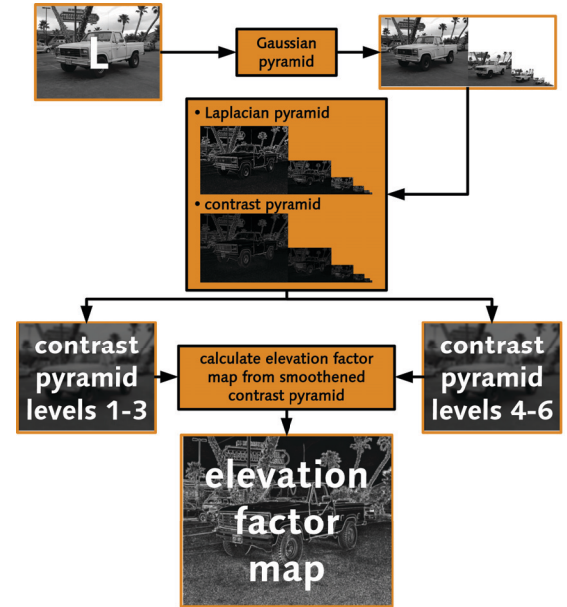 L
Gaussian
pyramid
• Laplacian pyramid
• contrast pyramid
contrast
pyramid
levels 1-3
calculate elevation factor
map from smoothened
contrast pyramid
contrast
pyramid
levels 4-6
elevation
factor
map